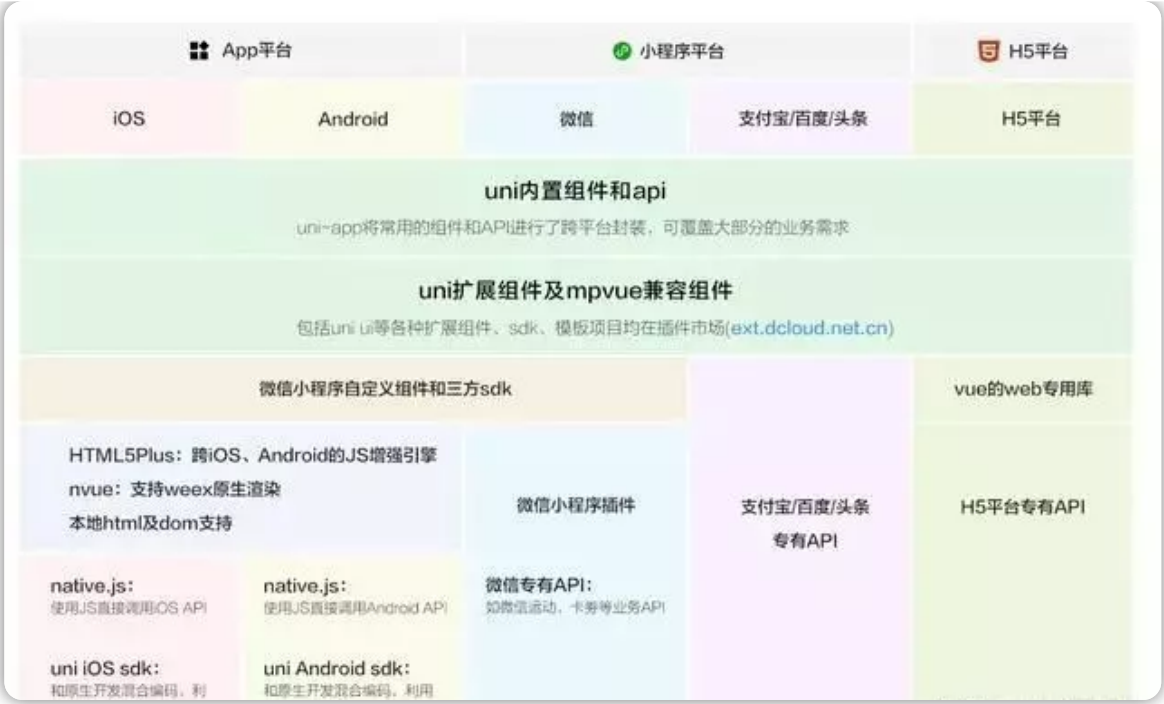 App平台
小程序平台
H5平台
iOS
Android
微信
支付宝/百度/头条
H5平台
uni内置组件和api
uni-app将常用的组件和API进行了跨平台封装，可覆盖大部分的业务需求
uni扩展组件及mpvue兼容组件
包括uni ui等各种扩展组件、sdk、模板项目均在插件市场(ext.dcloud.net.cn)
微信小程序自定义组件和三方sdk
vue的web专用库
HTML5Plus：跨iOS、Android的JS增强引擎
nvue：支持weex原生渲染
本地html及dom支持
微信小程序插件
支付宝/百度/头条
专有API
H5平台专有API
native.js：
使用JS直接调用iOS API
native.js：
使用JS直接调用Android API
微信专有API：
如微信运动、卡券等业务API
uni iOS sdk：
和原生开发混合编码，利
uni Android sdk：
和原生开发混合编码，利用